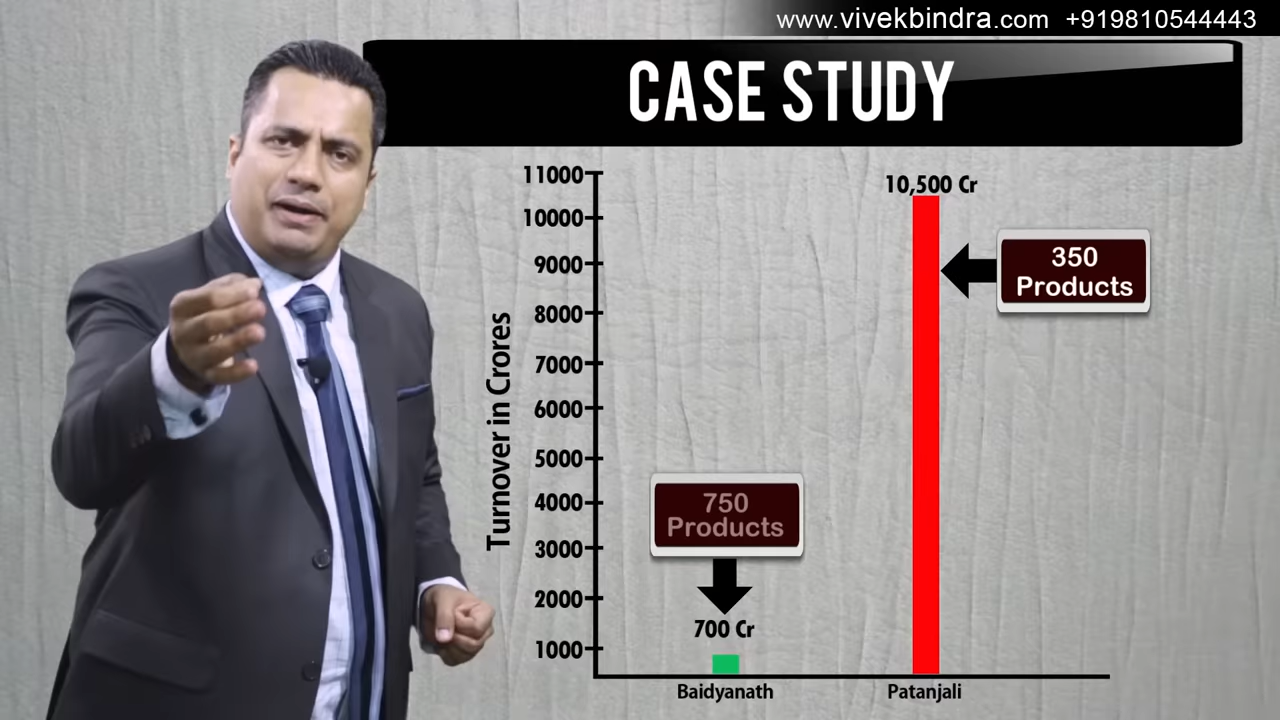 www.vivekbindra.com +919810544443
CASE STUDY
11000
10,500 Cr
10000
9000
350
Products
8000
7000
6000
5000
4000
3000
2000
1000
Turnover in Crores
750
Products
700 Cr
Baidyanath
Patanjali